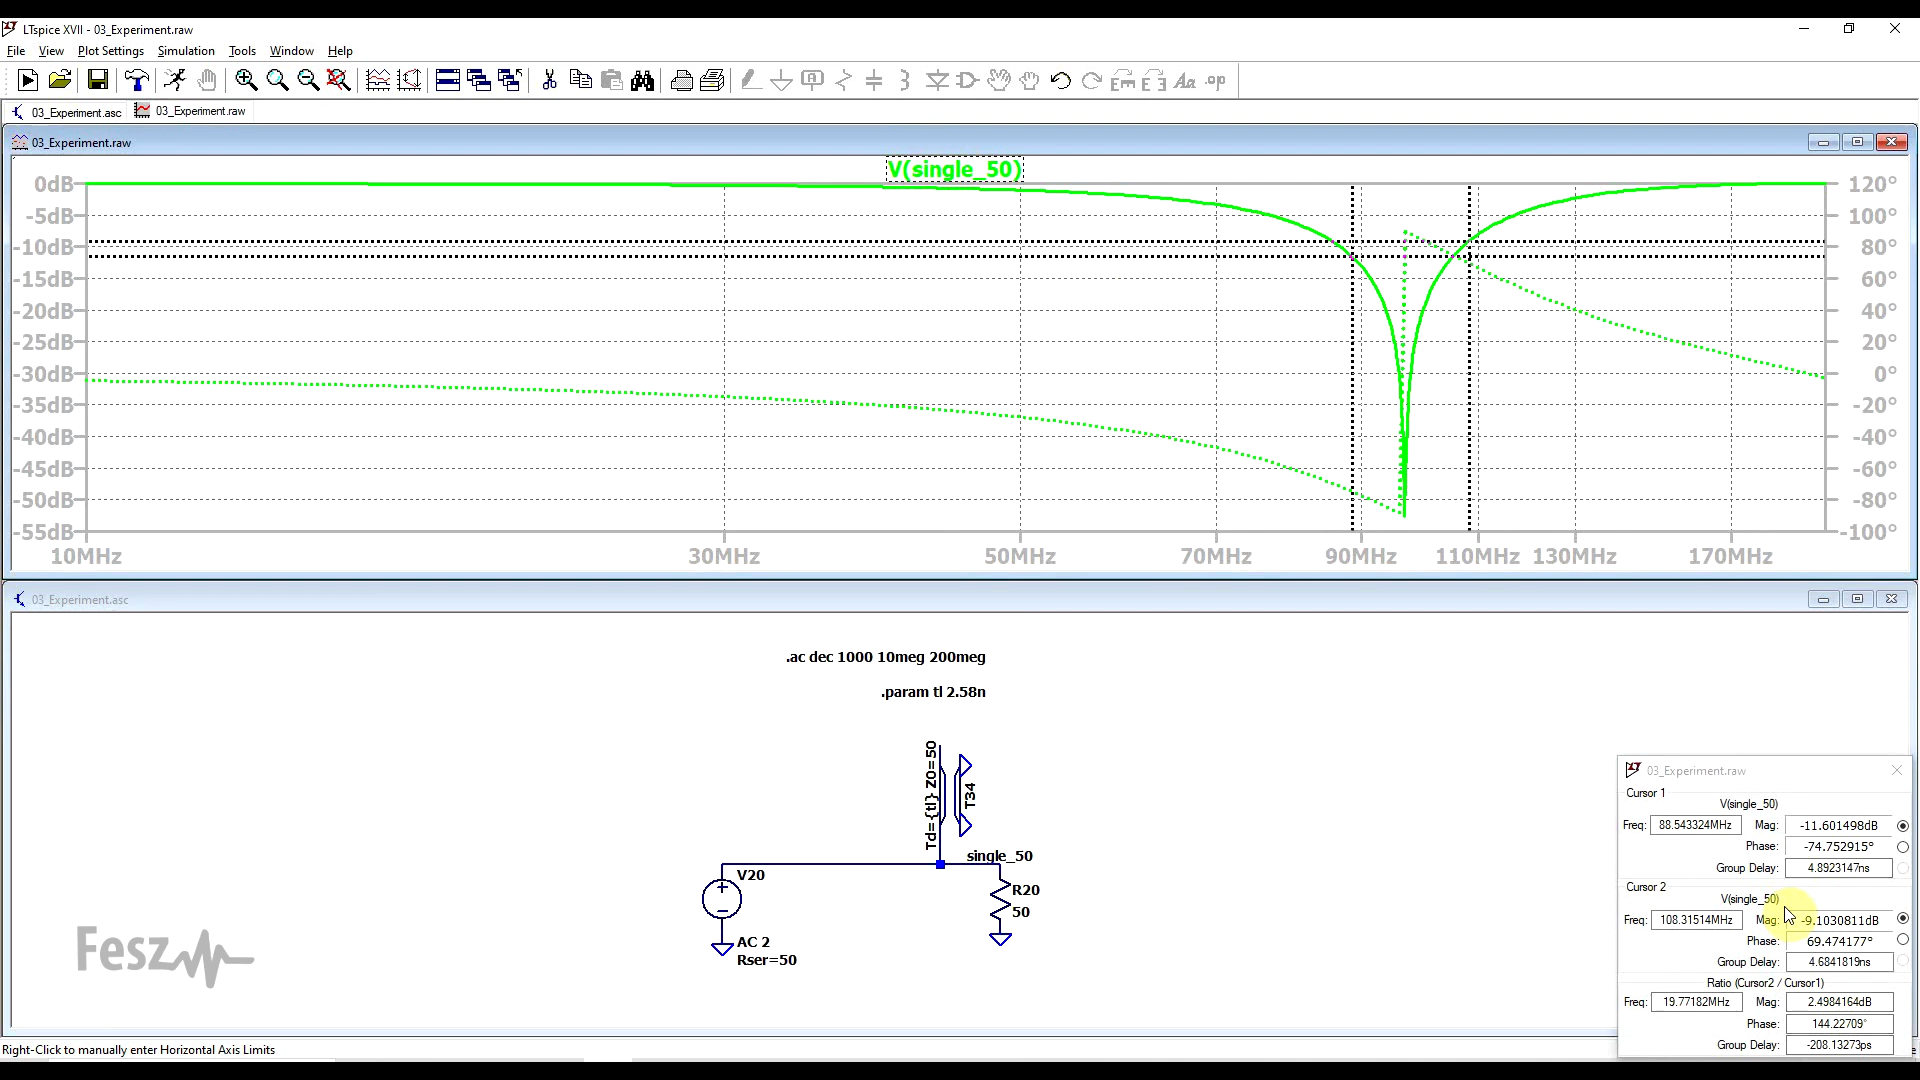 LTspice XVII - 03_Experiment.raw
File View Plot Settings Simulation Tools Window Help
Aa .op
03_Experiment.asc 03_Experiment.raw
03_Experiment.raw
V(single_50)
0dB 120°
-5dB 100°
-10dB 80°
-15dB 60°
-20dB 40°
-25dB 20°
-30dB 0°
-35dB -20°
-40dB -40°
-45dB -60°
-50dB -80°
-55dB -100°
10MHz 30MHz 50MHz 70MHz 90MHz 110MHz 130MHz 170MHz
03_Experiment.asc
.ac dec 1000 10meg 200meg
.param tl 2.58n
Td={tl} Z0=50
T34
single_50
V20
R20
50
AC 2
Rser=50
Fesz
03_Experiment.raw
Cursor 1
V(single_50)
Freq: 88.543324MHz Mag: -11.601498dB
Phase: -74.752915°
Group Delay: 4.8923147ns
Cursor 2
V(single_50)
Freq: 108.31514MHz Mag: -9.1030811dB
Phase: 69.474177°
Group Delay: 4.6841819ns
Ratio (Cursor2 / Cursor1)
Freq: 19.77182MHz Mag: 2.4984164dB
Phase: 144.22709°
Group Delay: -208.13273ps
Right-Click to manually enter Horizontal Axis Limits